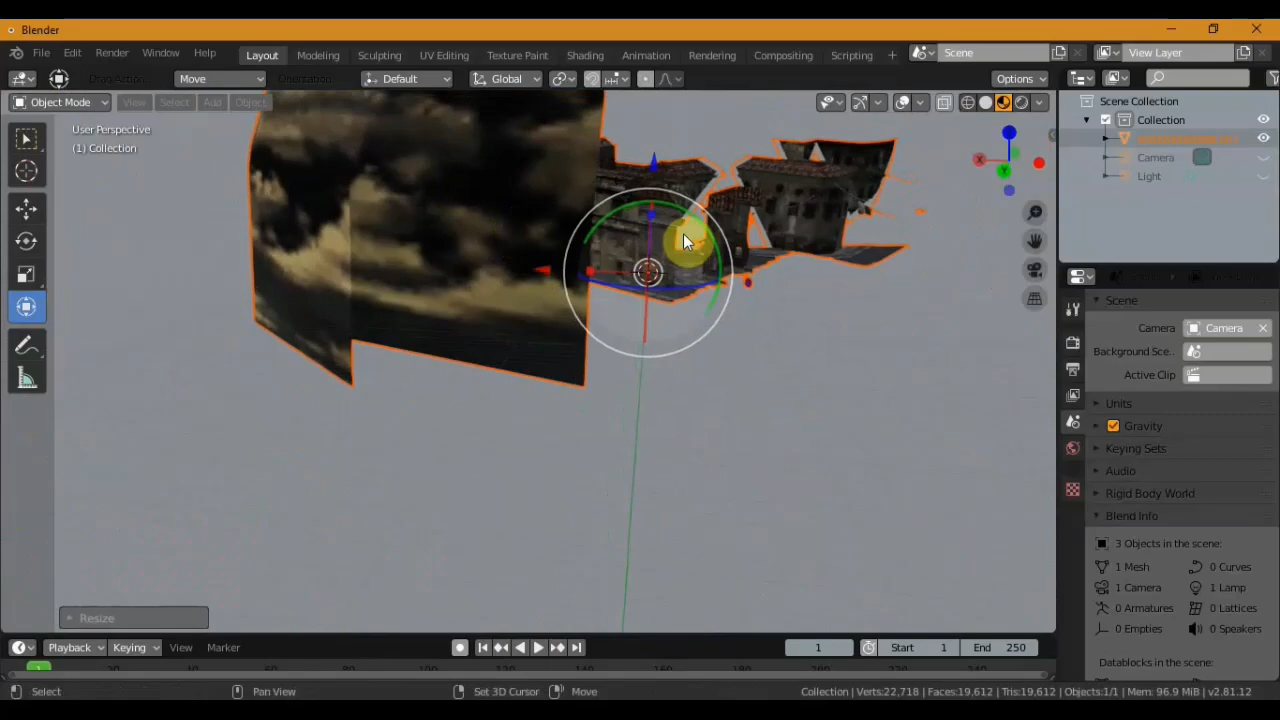 Blender
File Edit Render Window Help
Layout Modeling Sculpting UV Editing Texture Paint Shading Animation Rendering Compositing Scripting
Scene
View Layer
Move
Default
Global
Options
Object Mode View Select Add Object
User Perspective
(1) Collection
Scene Collection
Collection
Camera
Light
Scene
Camera Camera
Background Sce..
Active Clip
Units
Gravity
Keying Sets
Audio
Rigid Body World
Blend Info
3 Objects in the scene:
1 Mesh 0 Curves
1 Camera 1 Lamp
0 Armatures 0 Lattices
0 Empties 0 Speakers
Datablocks in the scene:
Resize
Playback Keying View Marker
1 Start 1 End 250
1
Select Pan View Set 3D Cursor Move
Collection | Verts:22,718 | Faces:19,612 | Tris:19,612 | Objects:1/1 | Mem: 96.9 MiB | v2.81.12